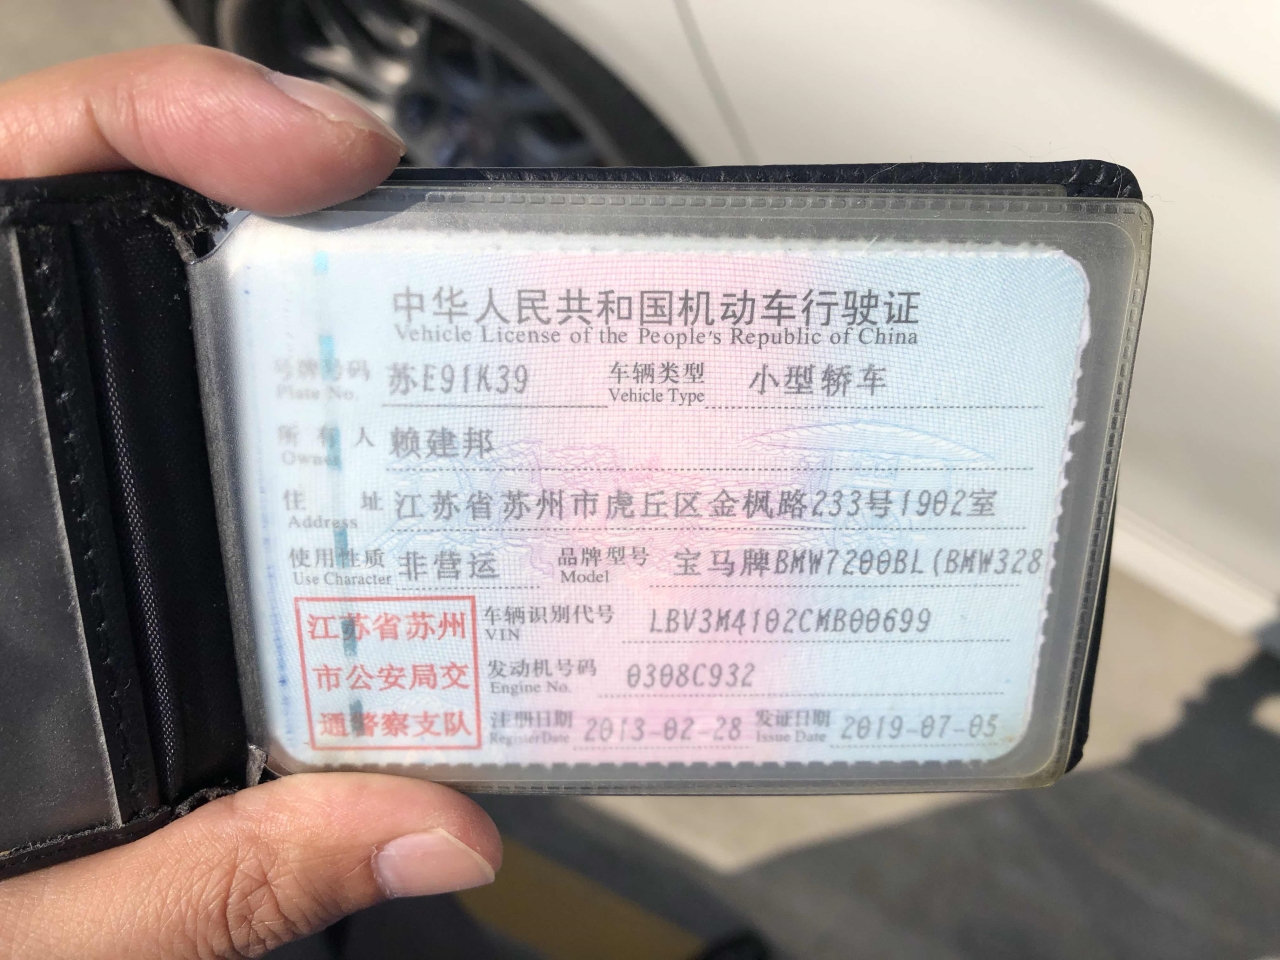 中华人民共和国机动车行驶证
Vehicle License of the People's Republic of China
号牌号码 苏E91K39 车辆类型 小型轿车
Plate No. Vehicle Type
所有人 赖建邦
Owner
住址 江苏省苏州市虎丘区金枫路233号1902室
Address
使用性质 非营运 品牌型号 宝马牌BMW7200BL(BMW328
Use Character Model
江苏省苏州
市公安局交
通警察支队
车辆识别代号 LBV3M4102CMB00699
VIN
发动机号码 0308C932
Engine No.
注册日期 2013-02-28 发证日期 2019-07-05
Register Date Issue Date